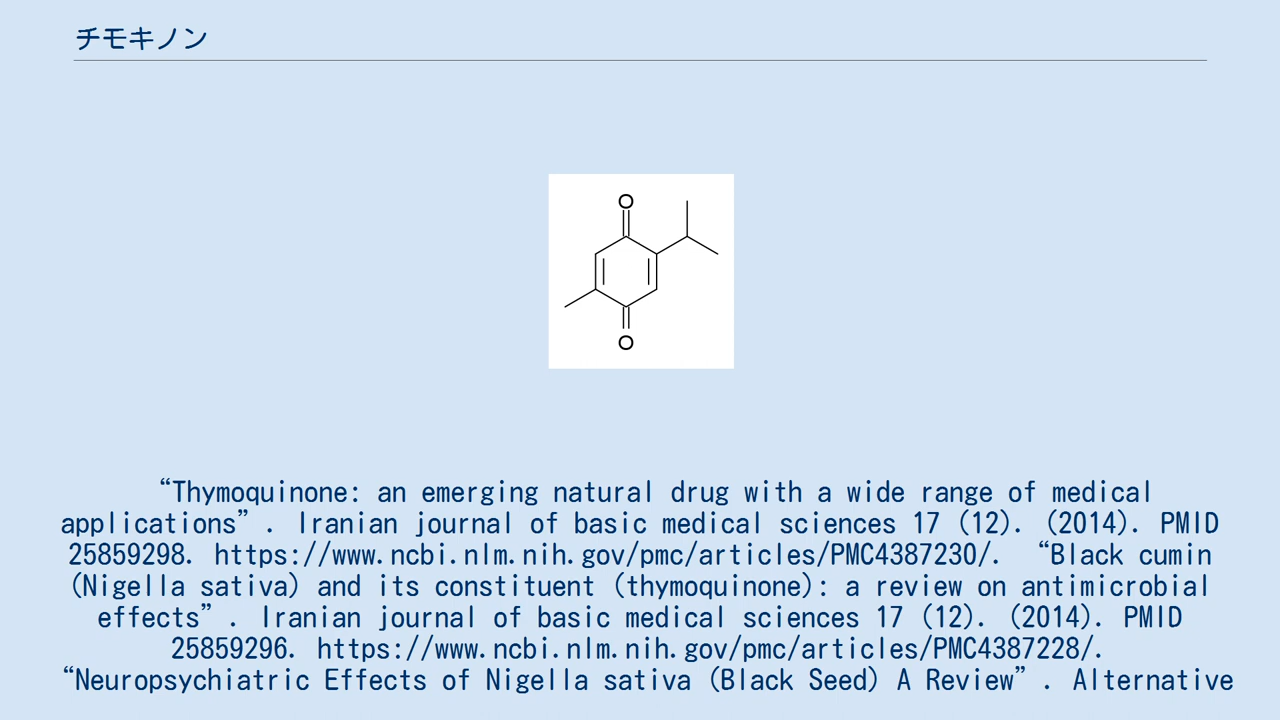 チモキノン
O
O
“Thymoquinone: an emerging natural drug with a wide range of medical
applications”. Iranian journal of basic medical sciences 17 (12). (2014). PMID
25859298. https://www.ncbi.nlm.nih.gov/pmc/articles/PMC4387230/. “Black cumin
(Nigella sativa) and its constituent (thymoquinone): a review on antimicrobial
effects”. Iranian journal of basic medical sciences 17 (12). (2014). PMID
25859296. https://www.ncbi.nlm.nih.gov/pmc/articles/PMC4387228/.
“Neuropsychiatric Effects of Nigella sativa (Black Seed) A Review”. Alternative